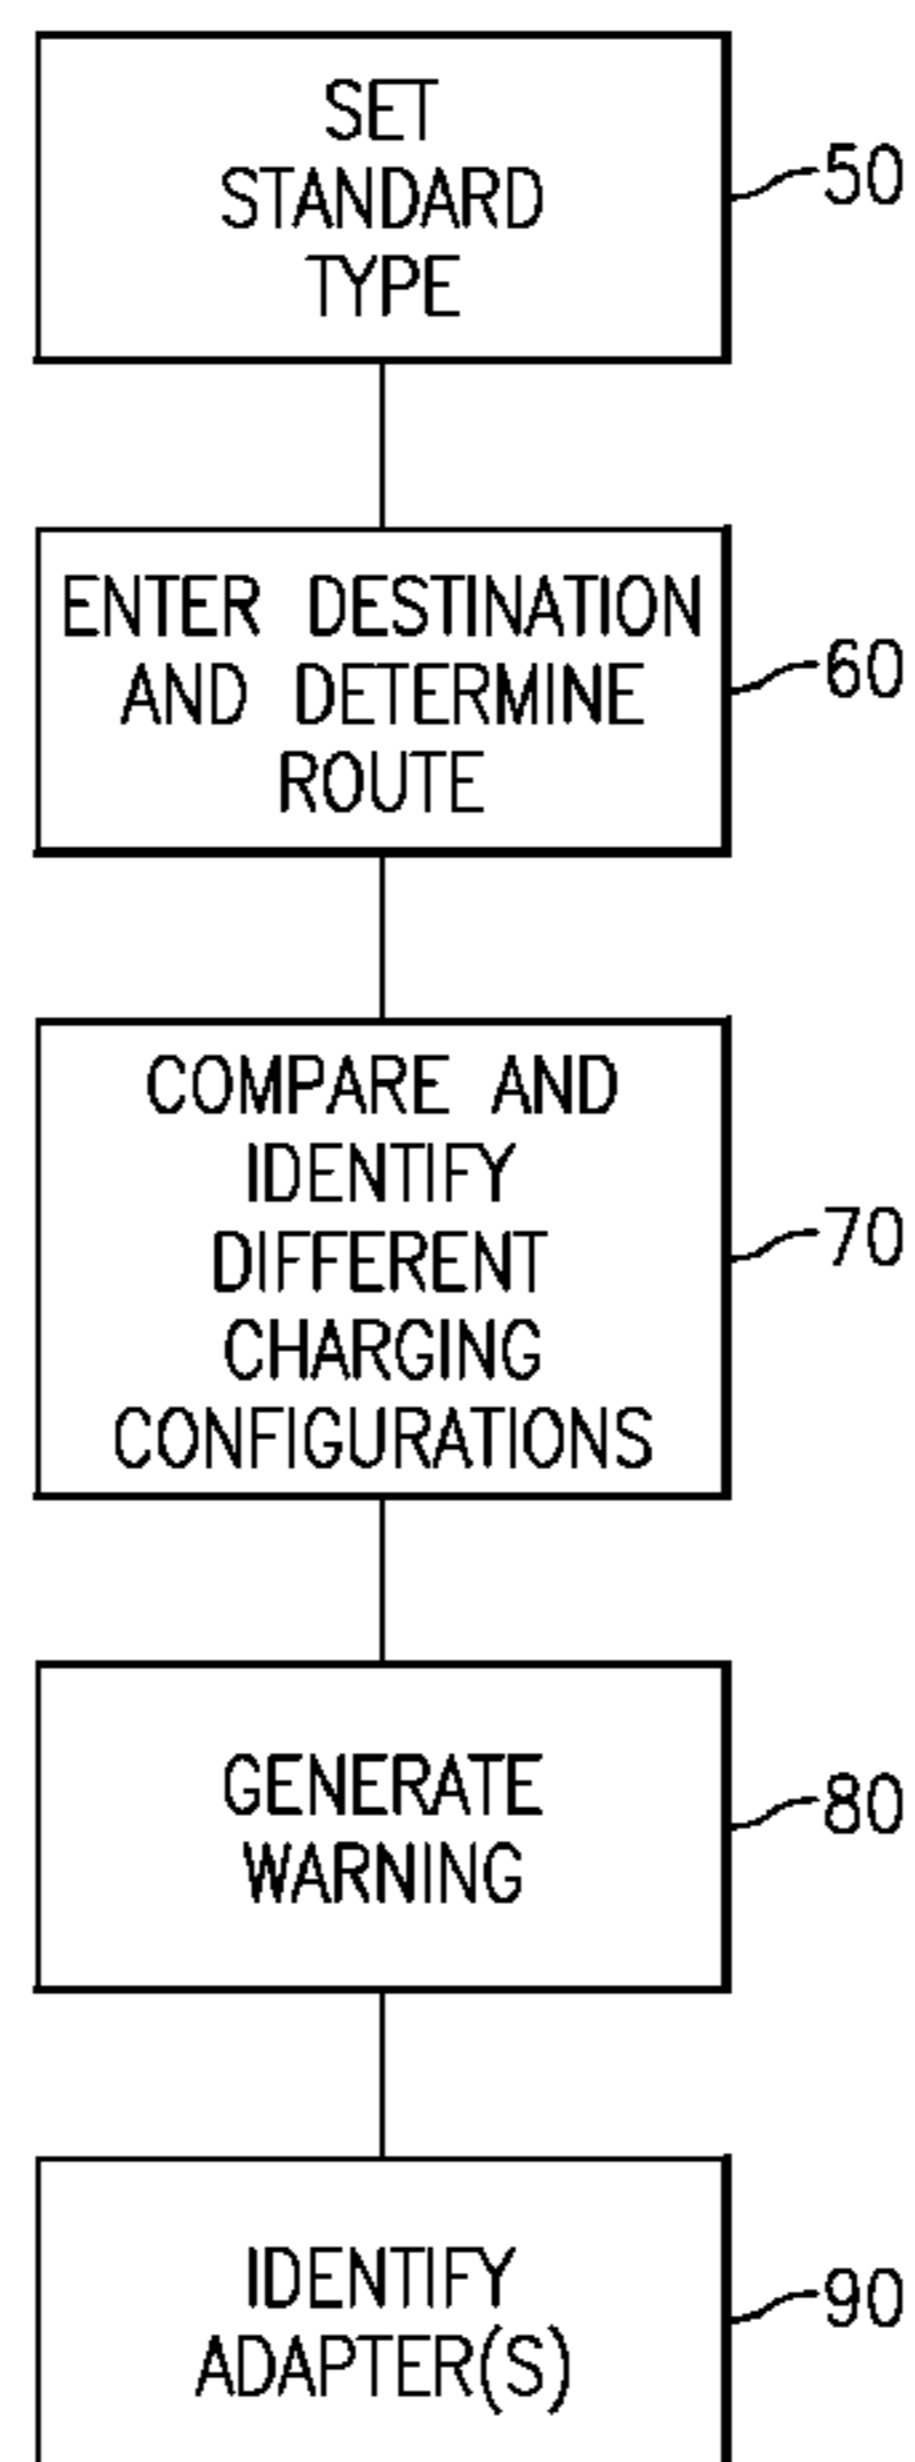 SET
STANDARD
TYPE
50
ENTER DESTINATION
AND DETERMINE
ROUTE
60
COMPARE AND
IDENTIFY
DIFFERENT
CHARGING
CONFIGURATIONS
70
GENERATE
WARNING
80
IDENTIFY
ADAPTER(S)
90